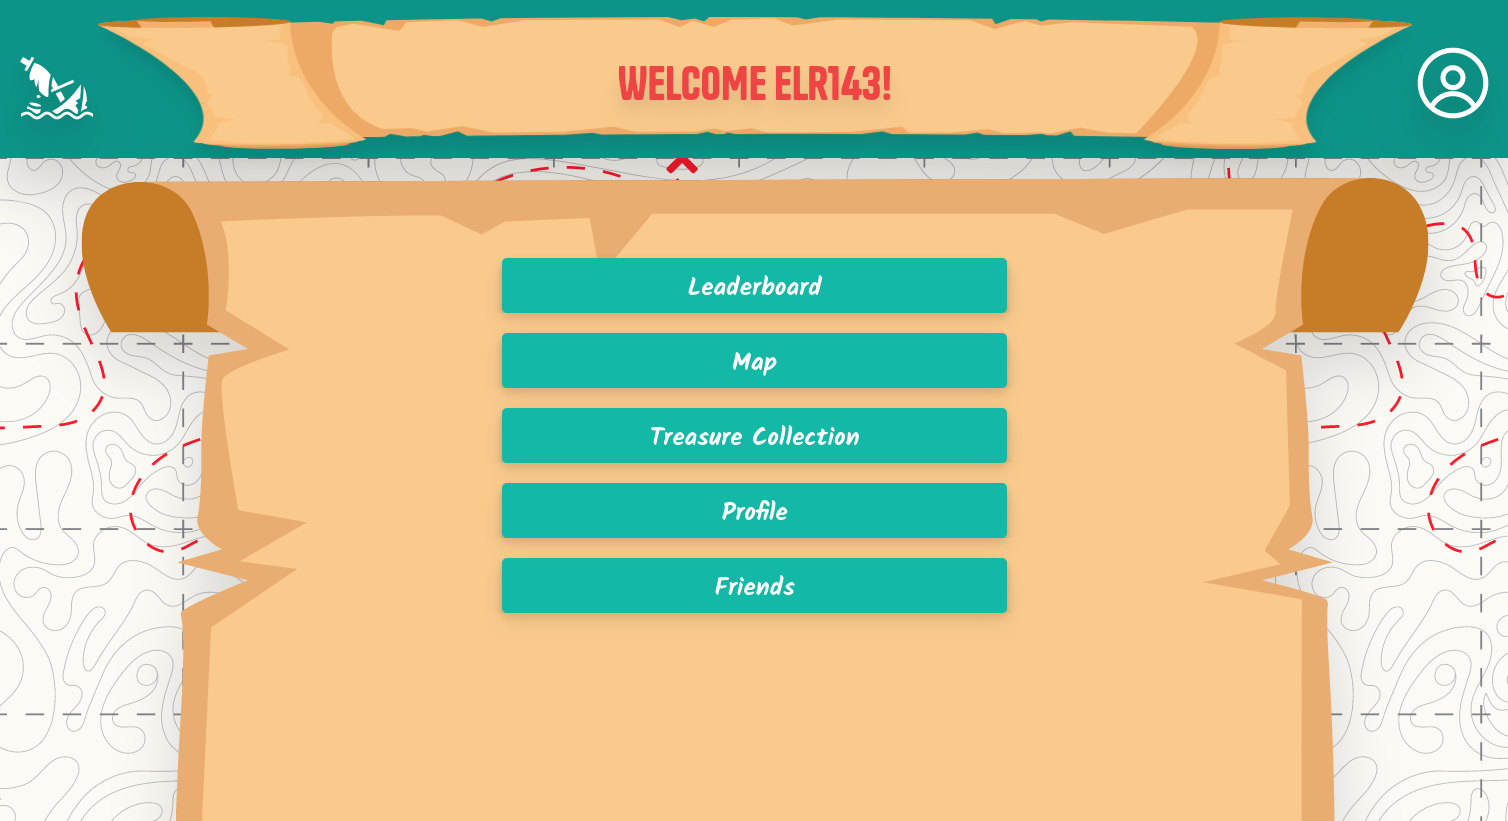 WELCOME ELR143!
Leaderboard
Map
Treasure Collection
Profile
Friends